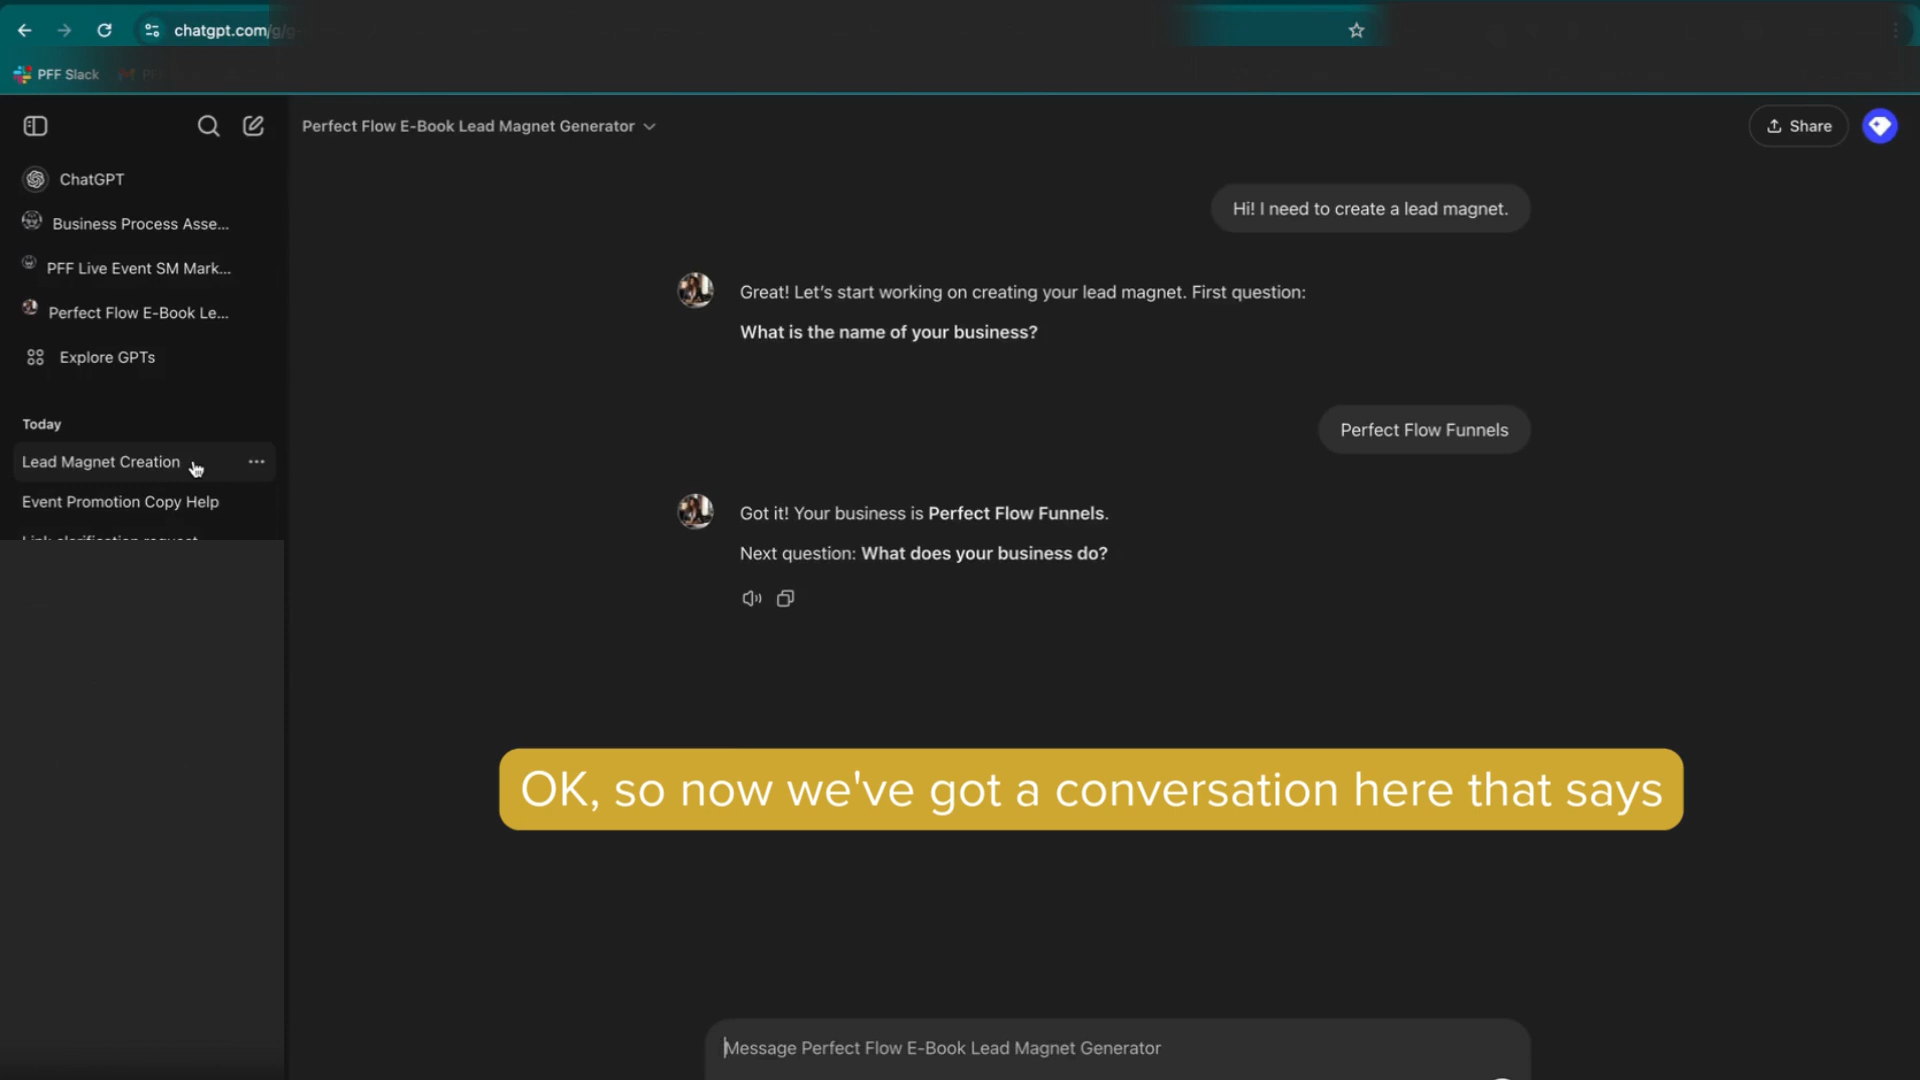 chatgpt.com/g/g-
PFF Slack
PFF
Perfect Flow E-Book Lead Magnet Generator
Share
ChatGPT
Business Process Asse...
PFF Live Event SM Mark...
Perfect Flow E-Book Le...
Explore GPTs
Today
Lead Magnet Creation
Event Promotion Copy Help
Link clarification request
Hi! I need to create a lead magnet.
Great! Let's start working on creating your lead magnet. First question:
What is the name of your business?
Perfect Flow Funnels
Got it! Your business is Perfect Flow Funnels.
Next question: What does your business do?
OK, so now we've got a conversation here that says
Message Perfect Flow E-Book Lead Magnet Generator